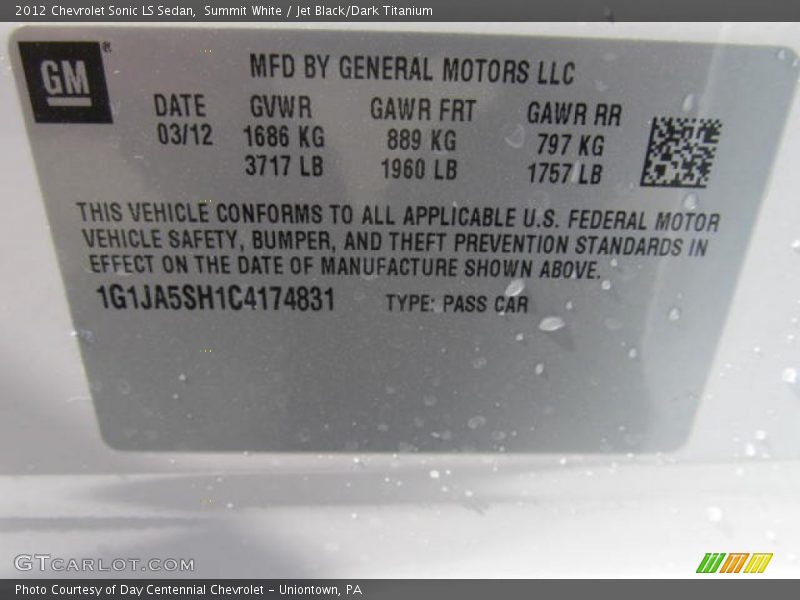 2012 Chevrolet Sonic LS Sedan, Summit White / Jet Black/Dark Titanium
GM ®
MFD BY GENERAL MOTORS LLC
DATE GVWR GAWR FRT GAWR RR
03/12 1686 KG 889 KG 797 KG
3717 LB 1960 LB 1757 LB
THIS VEHICLE CONFORMS TO ALL APPLICABLE U.S. FEDERAL MOTOR
VEHICLE SAFETY, BUMPER, AND THEFT PREVENTION STANDARDS IN
EFFECT ON THE DATE OF MANUFACTURE SHOWN ABOVE.
1G1JA5SH1C4174831 TYPE: PASS CAR
GTCARLOT.COM
Photo Courtesy of Day Centennial Chevrolet - Uniontown, PA